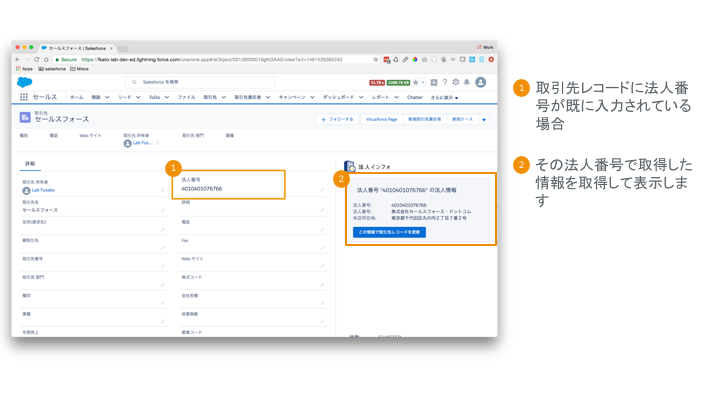 セールスフォース | Salesforce
Work
Secure https://fkato-lab-dev-ed.lightning.force.com/one/one.app#/sObject/
Apps salesforce Miscs
Salesforce を検索
セールス ホーム 商談 リード ToDo ファイル 取引先 取引先責任者 キャンペーン ダッシュボード レポート Chatter さらに表示
取引先
セールスフォース
+ フォローする Visualforce Page 新規取引先責任者 新規ケース
種別 電話 Web サイト 取引先 所有者 取引先 部門 業種
Lab Fus...
詳細
取引先 所有者
Lab Fusako
取引先名
セールスフォース
親取引先
取引先番号
取引先 部門
種別
業種
年間売上
1
法人番号
4010401076766
評価
電話
Fax
Web サイト
株式コード
会社形態
従業員数
産業コード
法人インフォ
2
法人番号 "4010401076766" の法人情報
法人番号: 4010401076766
法人番号: 株式会社セールスフォース・ドットコム
本店所在地: 東京都千代田区丸の内２丁目７番２号
この情報で取引先レコードを更新
1 取引先レコードに法人番
号が既に入力されている
場合
2 その法人番号で取得した
情報を取得して表示しま
す